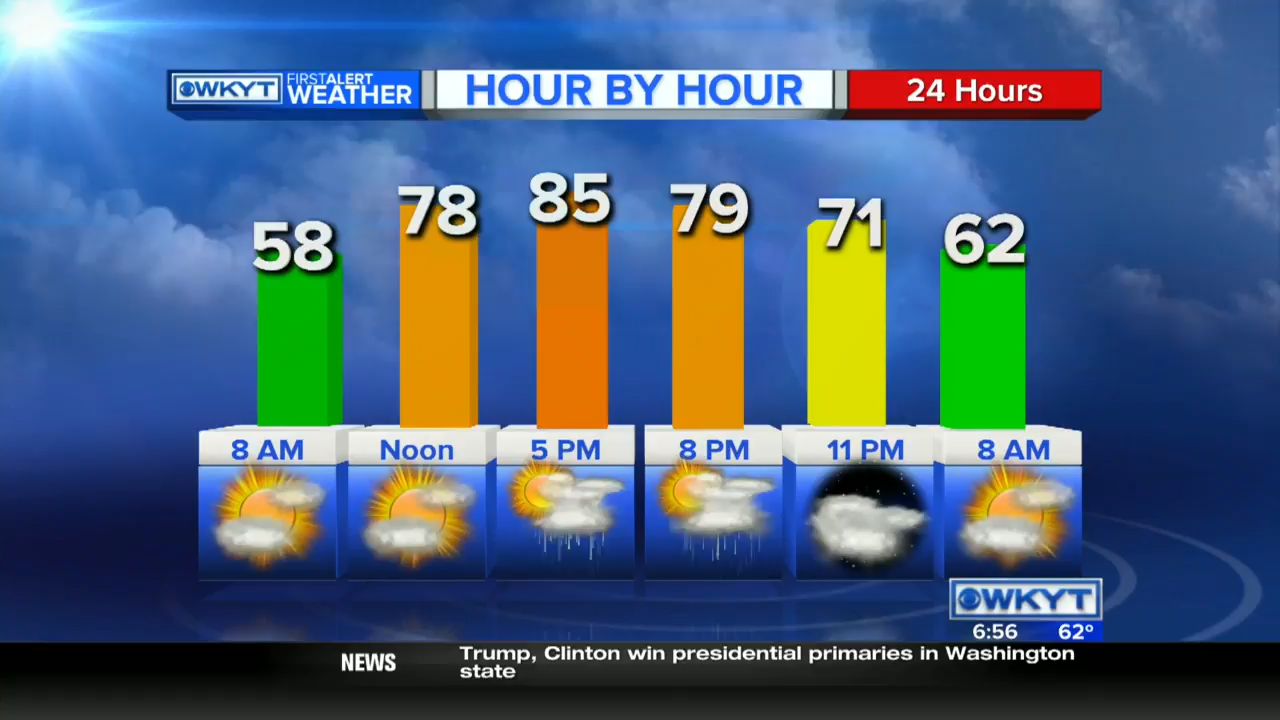 WKYT FIRST ALERT WEATHER HOUR BY HOUR 24 Hours
58 78 85 79 71 62
8 AM Noon 5 PM 8 PM 11 PM 8 AM
WKYT
6:56 62°
NEWS Trump, Clinton win presidential primaries in Washington
state